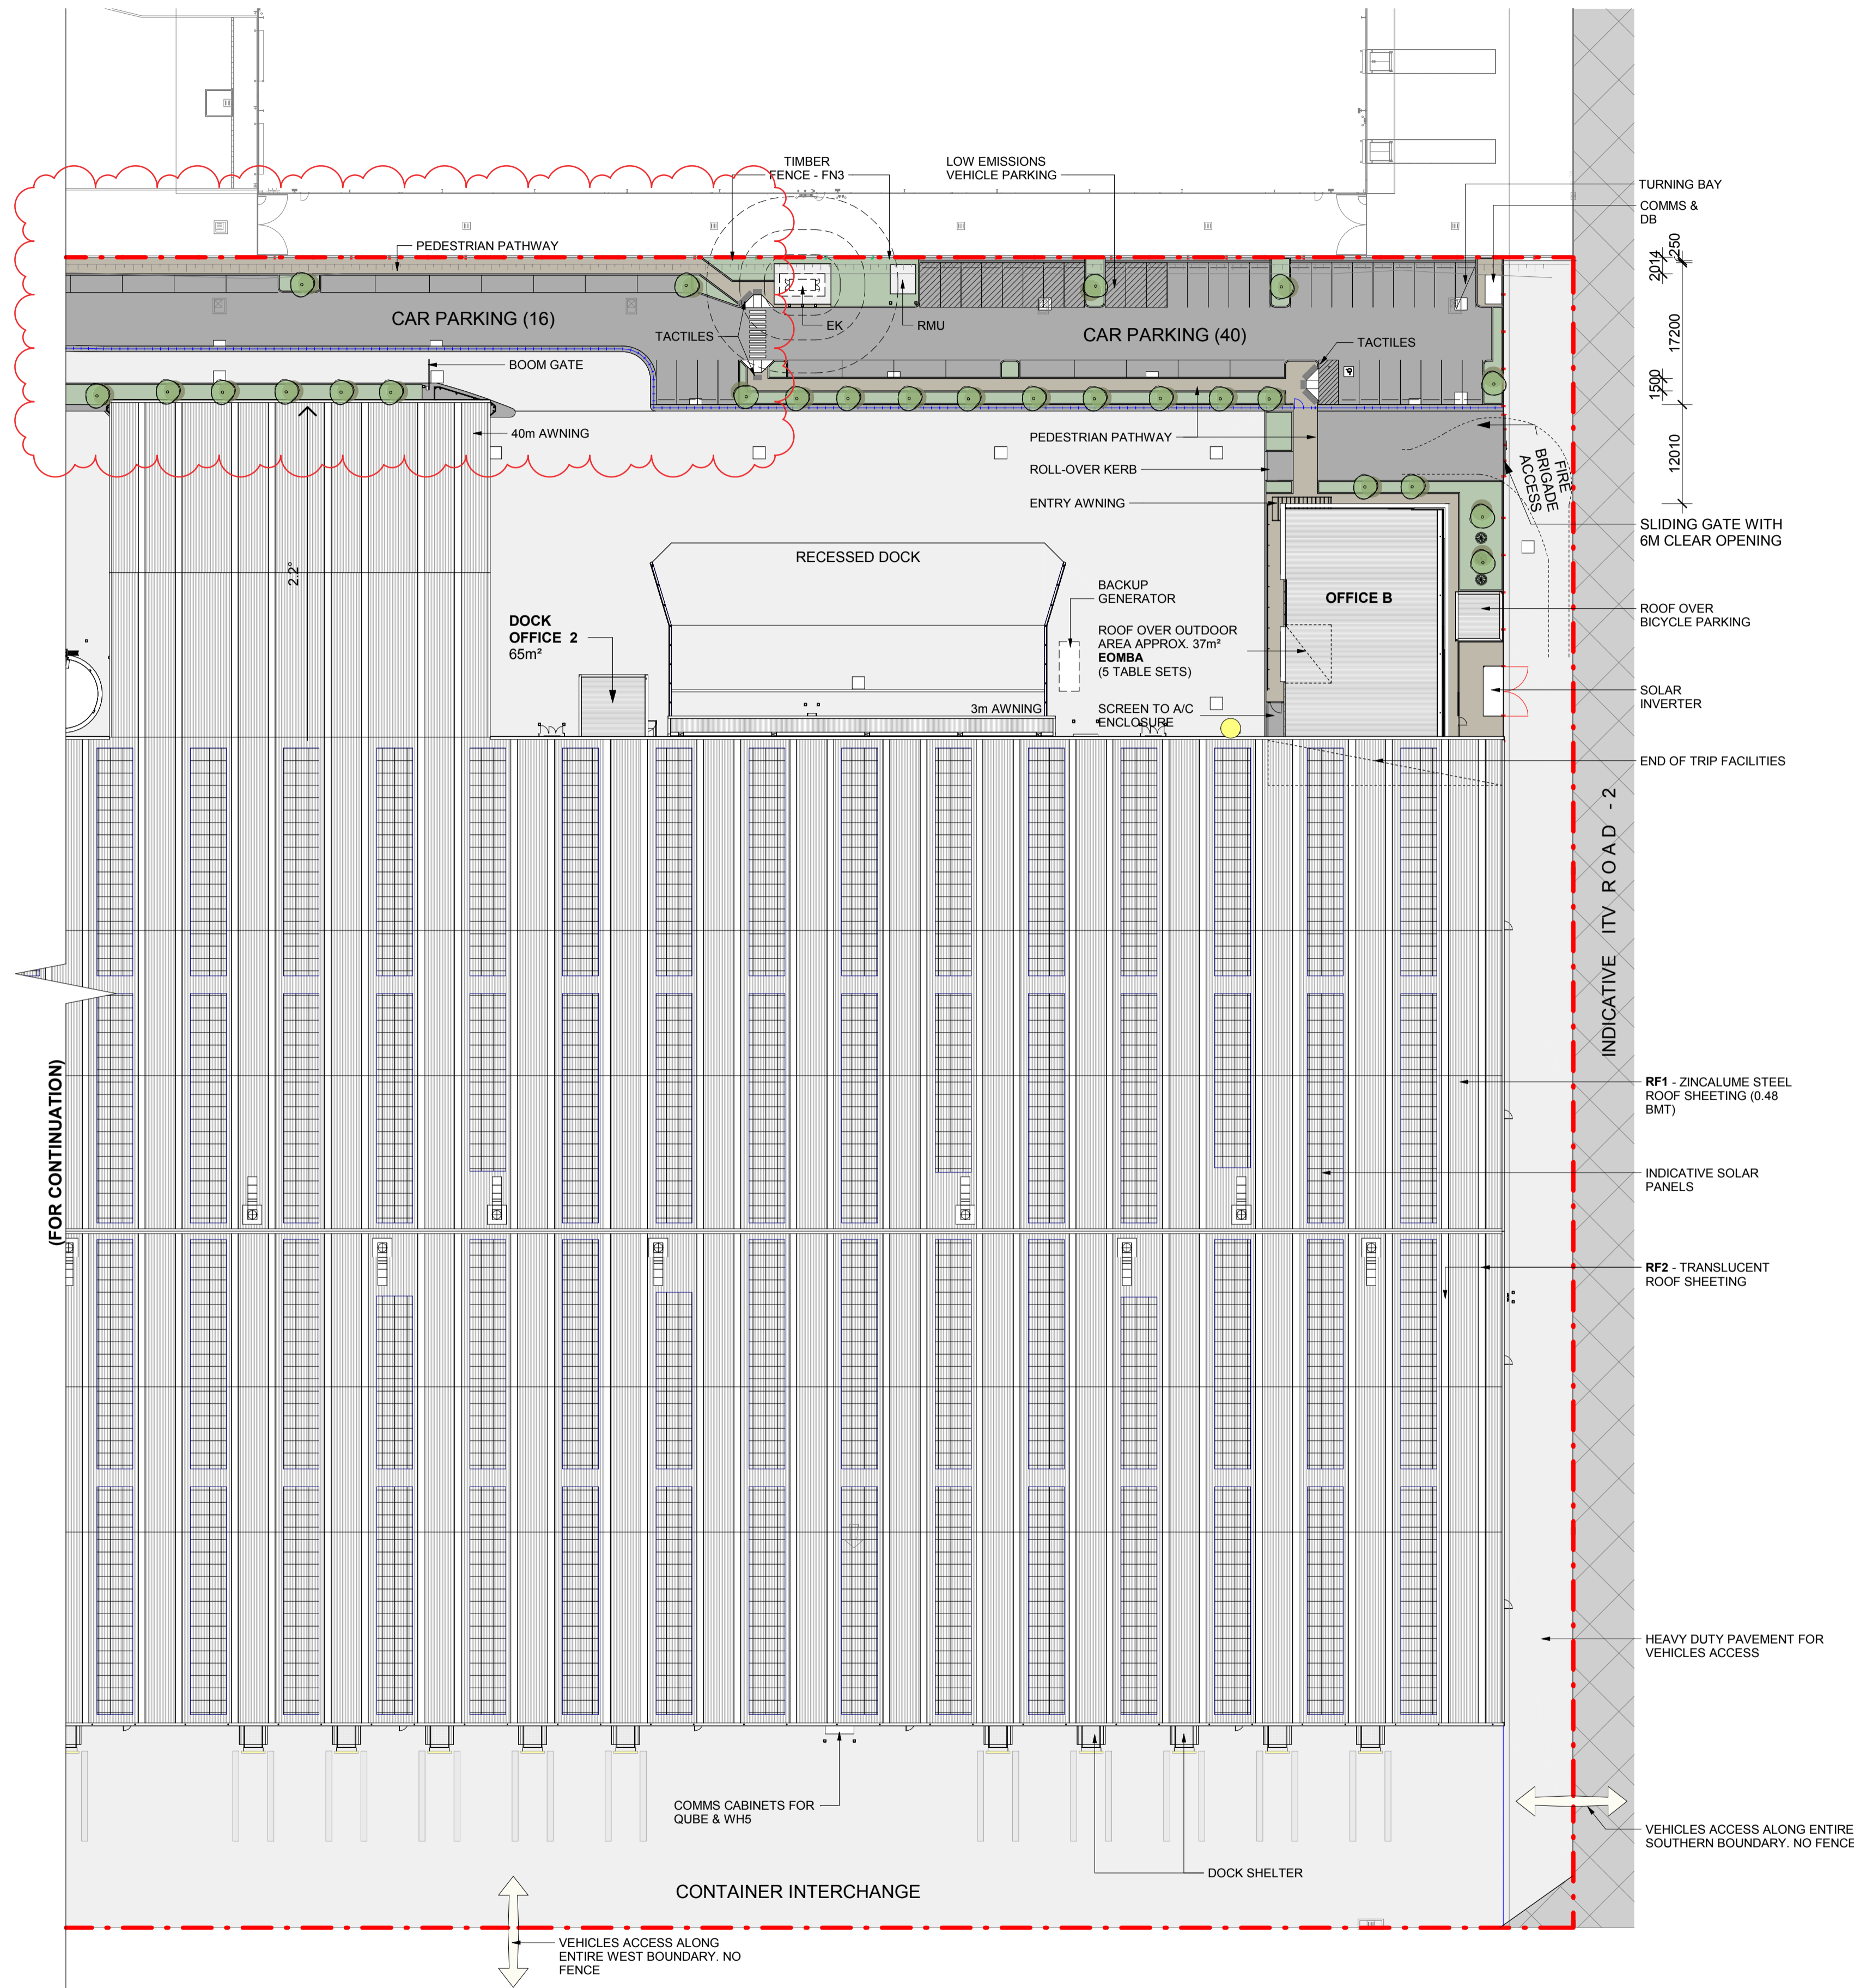 TIMBER
FENCE - FN3
LOW EMISSIONS
VEHICLE PARKING
TURNING BAY
COMMS &
DB
PEDESTRIAN PATHWAY
250
2014
17200
1500
12010
CAR PARKING (16)
EK
RMU
TACTILES
CAR PARKING (40)
TACTILES
BOOM GATE
40m AWNING
PEDESTRIAN PATHWAY
ROLL-OVER KERB
ENTRY AWNING
FIRE
BRIGADE
ACCESS
SLIDING GATE WITH
6M CLEAR OPENING
2.2°
RECESSED DOCK
BACKUP
GENERATOR
OFFICE B
ROOF OVER
BICYCLE PARKING
DOCK
OFFICE 2
65m²
ROOF OVER OUTDOOR
AREA APPROX. 37m²
EOMBA
(5 TABLE SETS)
3m AWNING
SCREEN TO A/C
ENCLOSURE
SOLAR
INVERTER
END OF TRIP FACILITIES
INDICATIVE ITV ROAD - 2
(FOR CONTINUATION)
RF1 - ZINCALUME STEEL
ROOF SHEETING (0.48
BMT)
INDICATIVE SOLAR
PANELS
RF2 - TRANSLUCENT
ROOF SHEETING
HEAVY DUTY PAVEMENT FOR
VEHICLES ACCESS
COMMS CABINETS FOR
QUBE & WH5
VEHICLES ACCESS ALONG ENTIRE
SOUTHERN BOUNDARY. NO FENCE
DOCK SHELTER
CONTAINER INTERCHANGE
VEHICLES ACCESS ALONG
ENTIRE WEST BOUNDARY. NO
FENCE